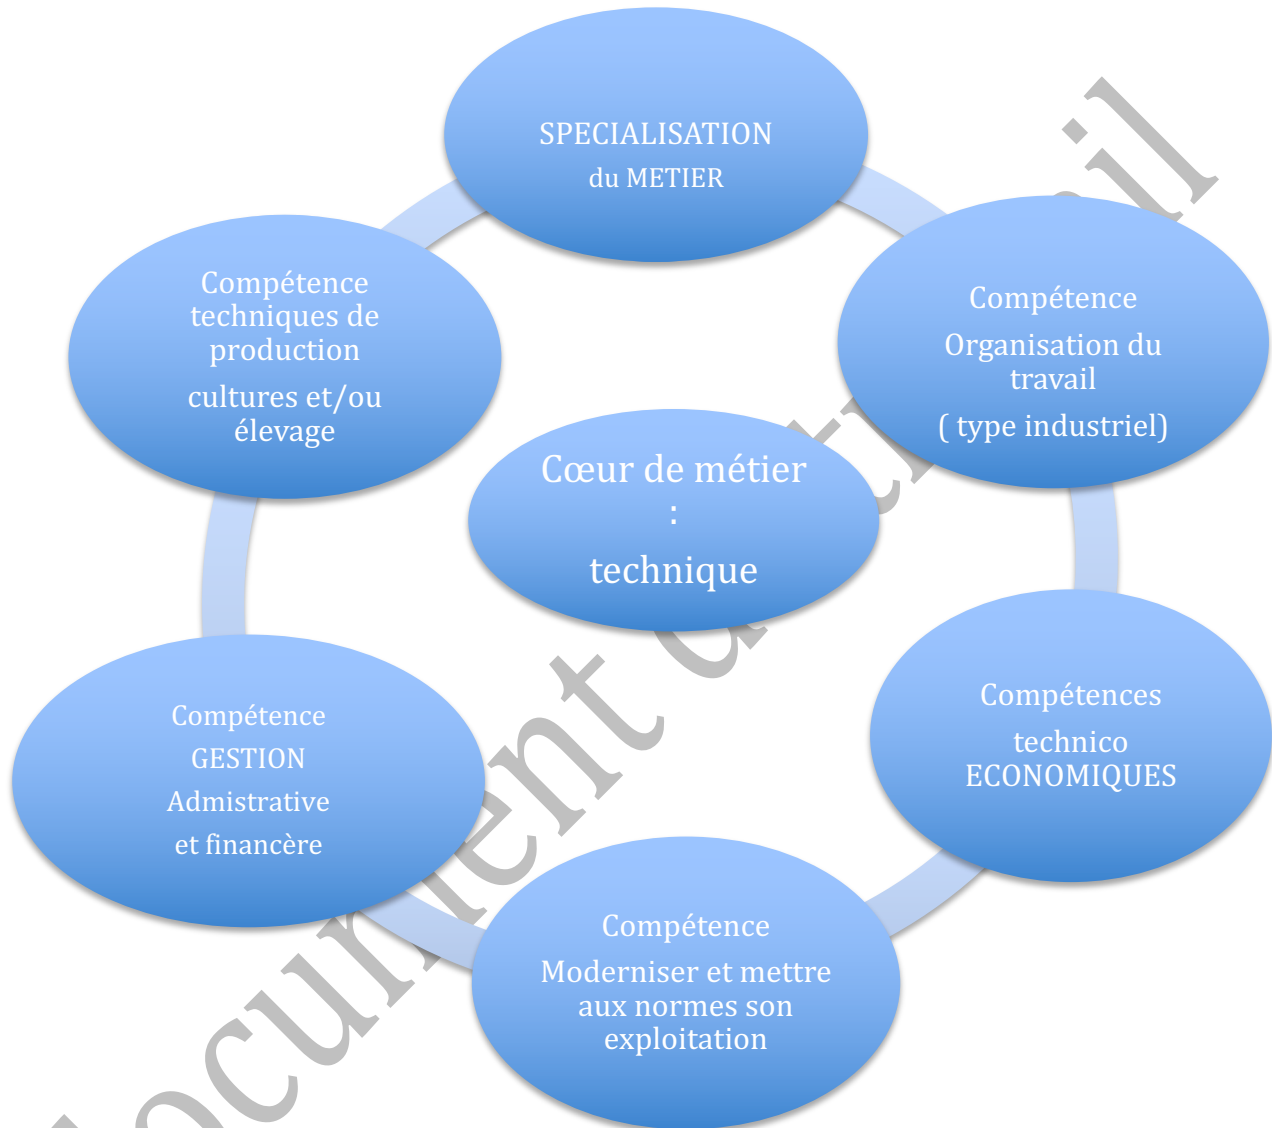 SPECIALISATION
du METIER
Compétence
Organisation du
travail
( type industriel)
Compétences
technico
ECONOMIQUES
Compétence
Moderniser et mettre
aux normes son
exploitation
Compétence
GESTION
Admistrative
et financère
Compétence
techniques de
production
cultures et/ou
élevage
Cœur de métier
:
technique